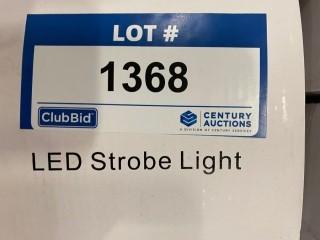 LOT #
1368
ClubBid
CENTURY
AUCTIONS
A DIVISION OF CENTURY SERVICES
LED Strobe Light